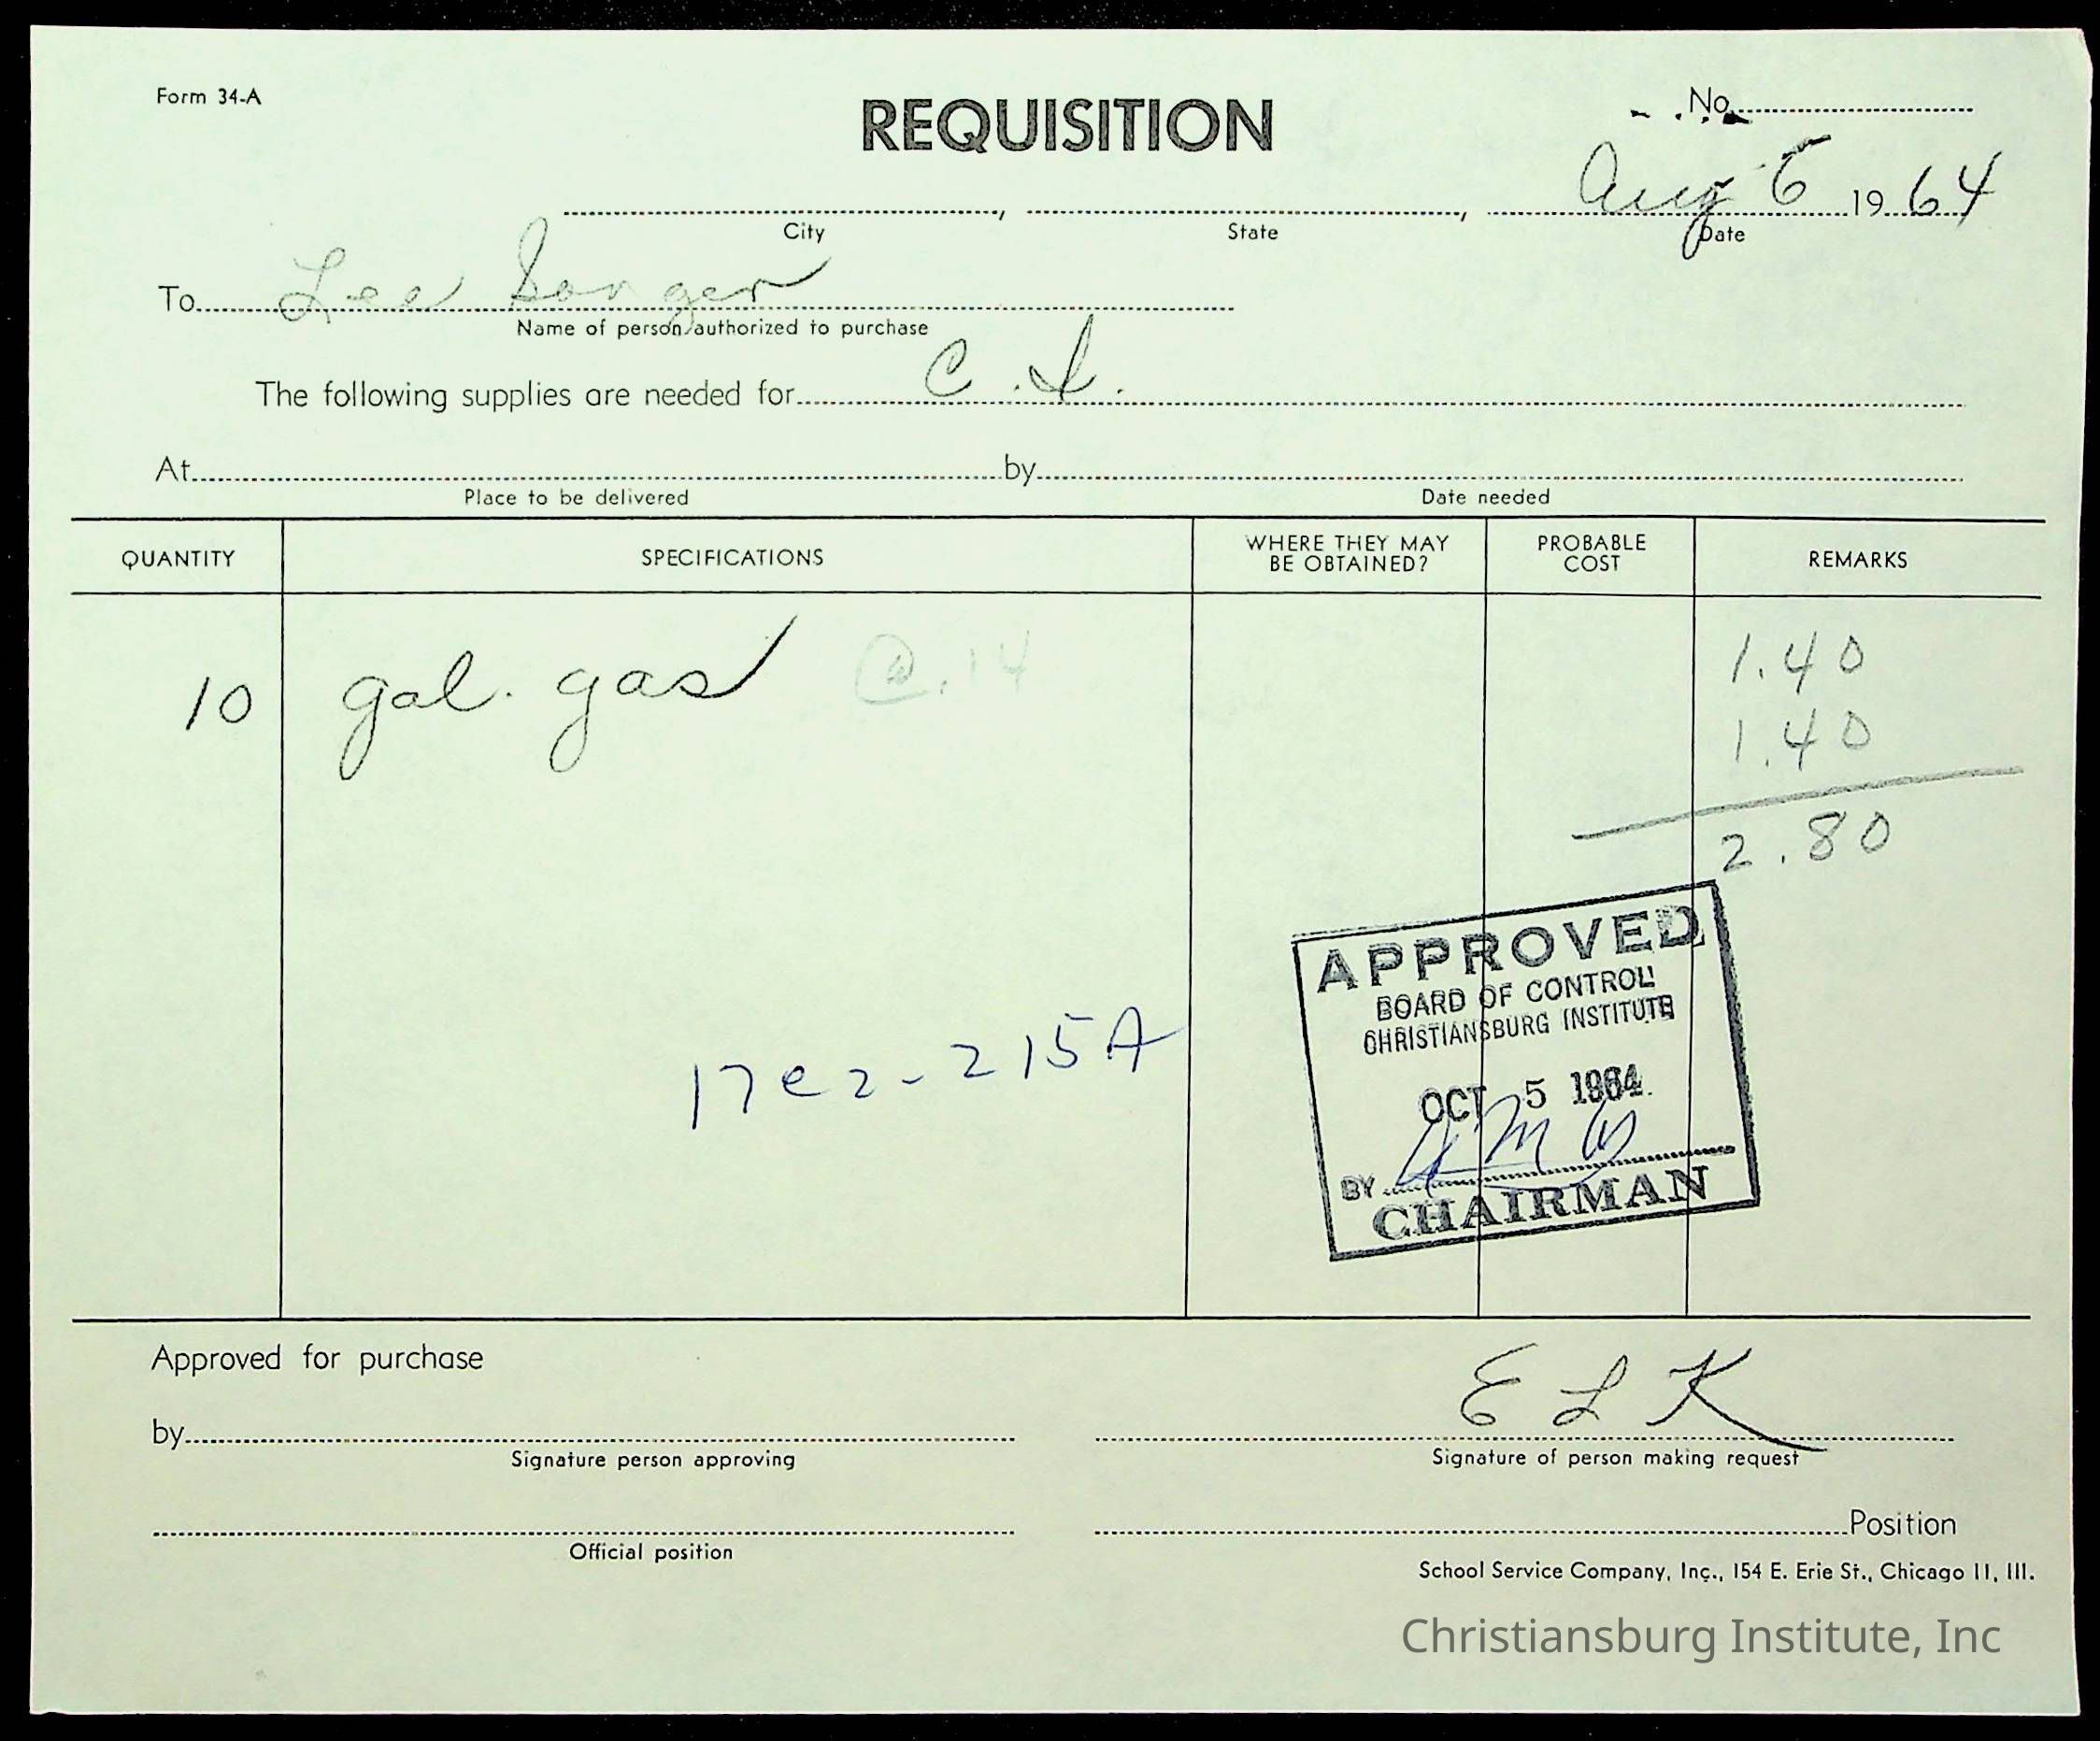 Form 34-A
REQUISITION
No.
Aug 6 1964
City State Date
To Lee
Name of person authorized to purchase
The following supplies are needed for C. I.
At by
Place to be delivered Date needed
QUANTITY SPECIFICATIONS WHERE THEY MAY BE OBTAINED? PROBABLE COST REMARKS
10 gal. gas @ .14 1.40
1.40
2.80
APPROVED
BOARD OF CONTROL
CHRISTIANSBURG INSTITUTE
17e2-215A
OCT 5 1964
BY
CHAIRMAN
Approved for purchase
E L K
by
Signature person approving Signature of person making request
Position
Official position
School Service Company, Inc., 154 E. Erie St., Chicago 11, Ill.
Christiansburg Institute, Inc